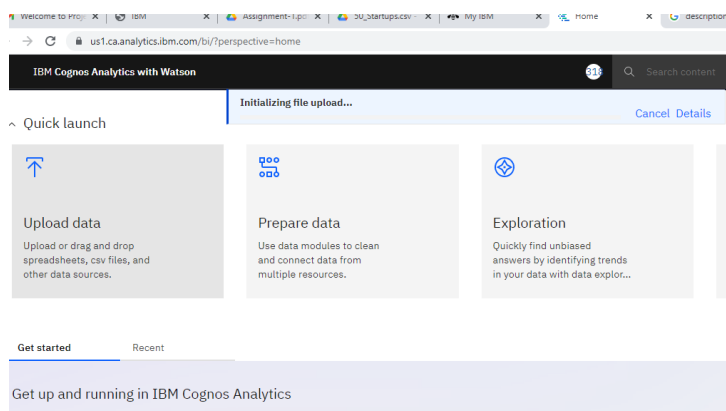 Welcome to Proje
IBM
Assignment-1.pd
50_Startups.csv -
My IBM
Home
description
us1.ca.analytics.ibm.com/bi/?perspective=home
IBM Cognos Analytics with Watson
318
Search content
Initializing file upload...
Cancel Details
Quick launch
Upload data
Upload or drag and drop
spreadsheets, csv files, and
other data sources.
Prepare data
Use data modules to clean
and connect data from
multiple resources.
Exploration
Quickly find unbiased
answers by identifying trends
in your data with data explor...
Get started
Recent
Get up and running in IBM Cognos Analytics